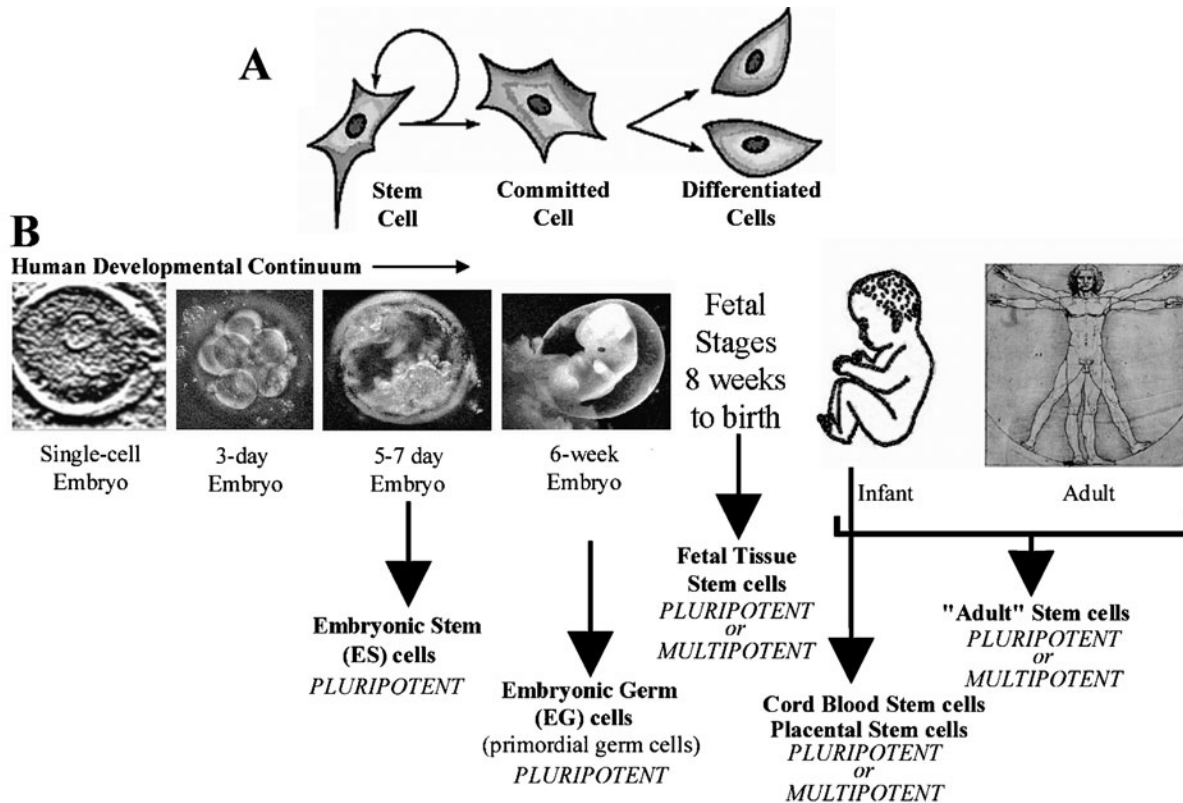 A
Stem
Cell
Committed
Cell
Differentiated
Cells
B
Human Developmental Continuum
Single-cell
Embryo
3-day
Embryo
5-7 day
Embryo
6-week
Embryo
Fetal
Stages
8 weeks
to birth
Infant
Adult
Embryonic Stem
(ES) cells
PLURIPOTENT
Embryonic Germ
(EG) cells
(primordial germ cells)
PLURIPOTENT
Fetal Tissue
Stem cells
PLURIPOTENT
or
MULTIPOTENT
Cord Blood Stem cells
Placental Stem cells
PLURIPOTENT
or
MULTIPOTENT
"Adult" Stem cells
PLURIPOTENT
or
MULTIPOTENT